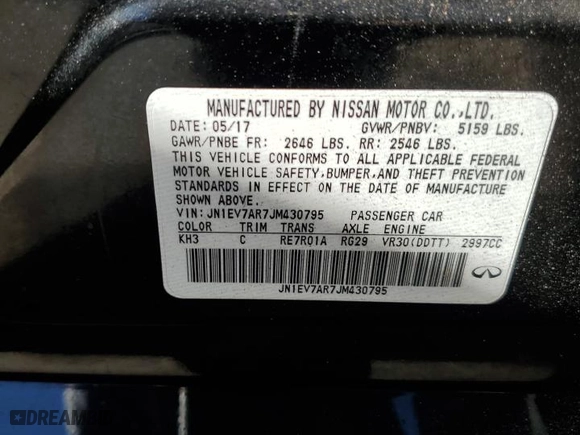 MANUFACTURED BY NISSAN MOTOR CO.,LTD.
DATE: 05/17 GVWR/PNBV: 5159 LBS.
GAWR/PNBE FR: 2646 LBS. RR: 2546 LBS.
THIS VEHICLE CONFORMS TO ALL APPLICABLE FEDERAL
MOTOR VEHICLE SAFETY,BUMPER,AND THEFT PREVENTION
STANDARDS IN EFFECT ON THE DATE OF MANUFACTURE
SHOWN ABOVE.
VIN: JN1EV7AR7JM430795 PASSENGER CAR
COLOR TRIM TRANS AXLE ENGINE
KH3 C RE7R01A RG29 VR30(DDTT) 2997CC
JN1EV7AR7JM430795